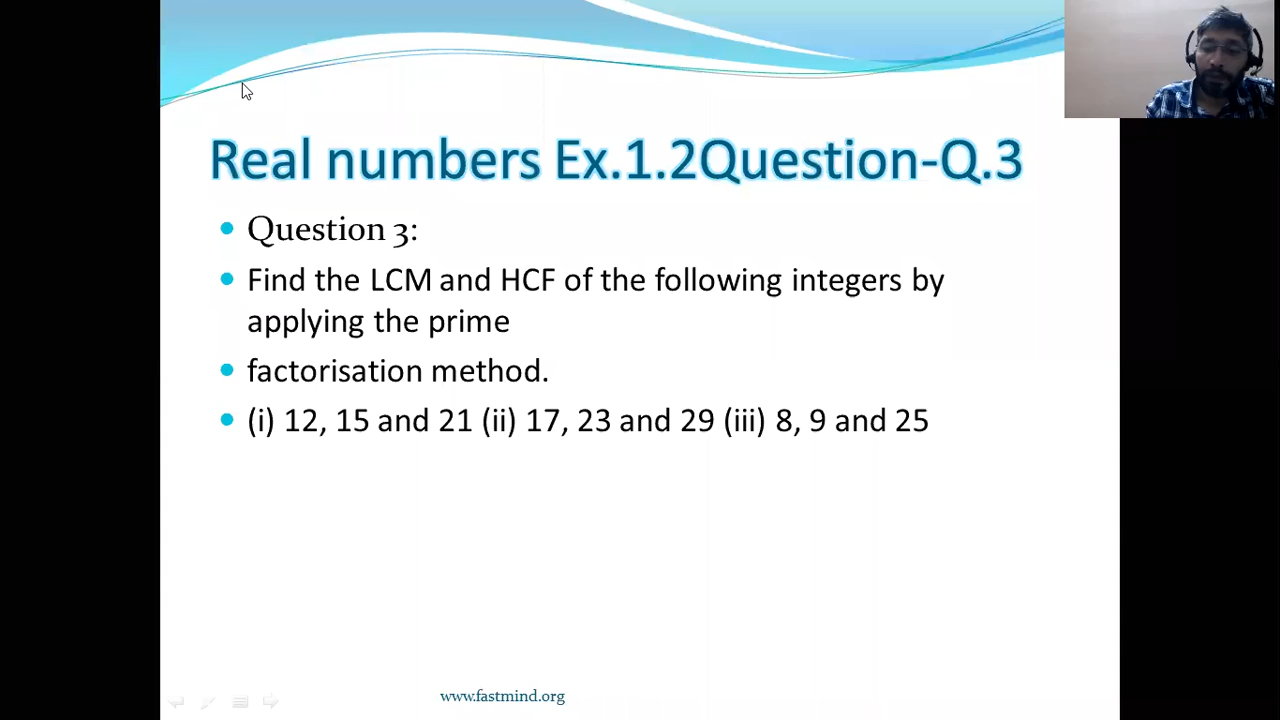 Real numbers Ex.1.2Question-Q.3
Question 3:
Find the LCM and HCF of the following integers by
applying the prime
factorisation method.
(i) 12, 15 and 21 (ii) 17, 23 and 29 (iii) 8, 9 and 25
www.fastmind.org